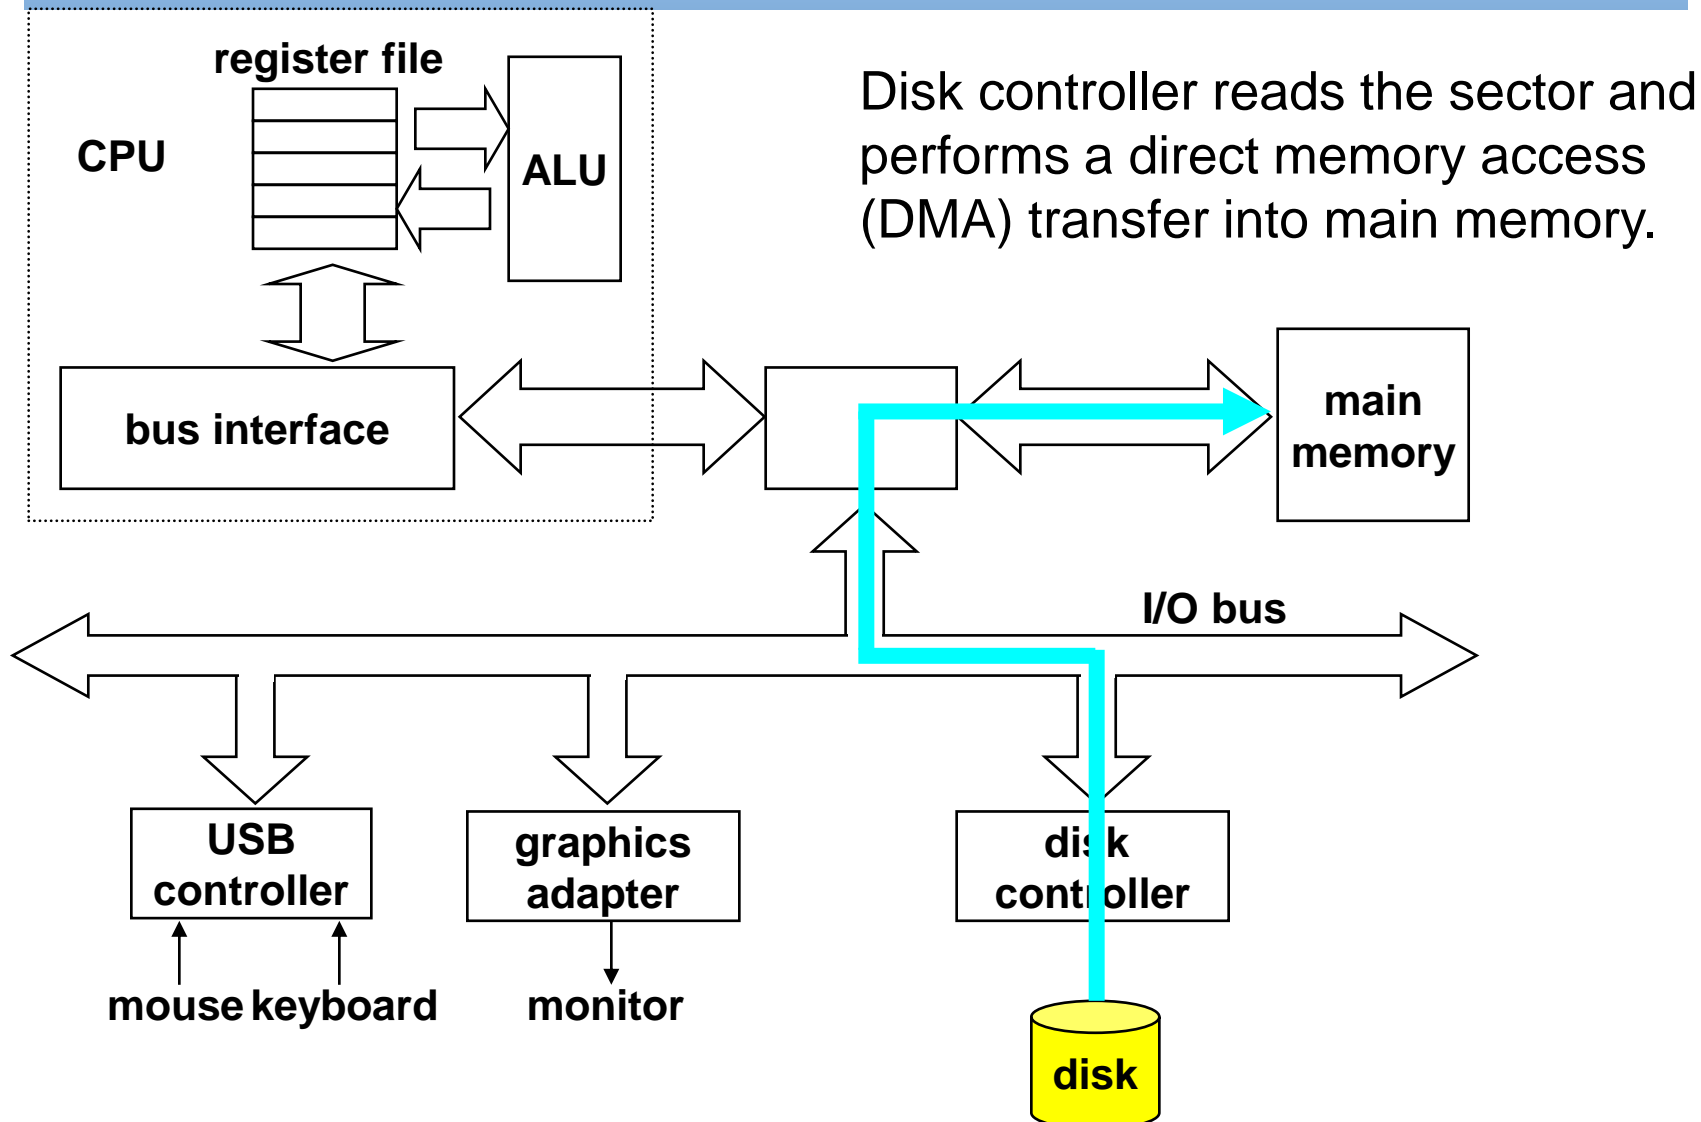 register file
CPU
ALU
Disk controller reads the sector and
performs a direct memory access
(DMA) transfer into main memory.
bus interface
main
memory
I/O bus
USB
controller
graphics
adapter
disk
controller
mouse keyboard
monitor
disk